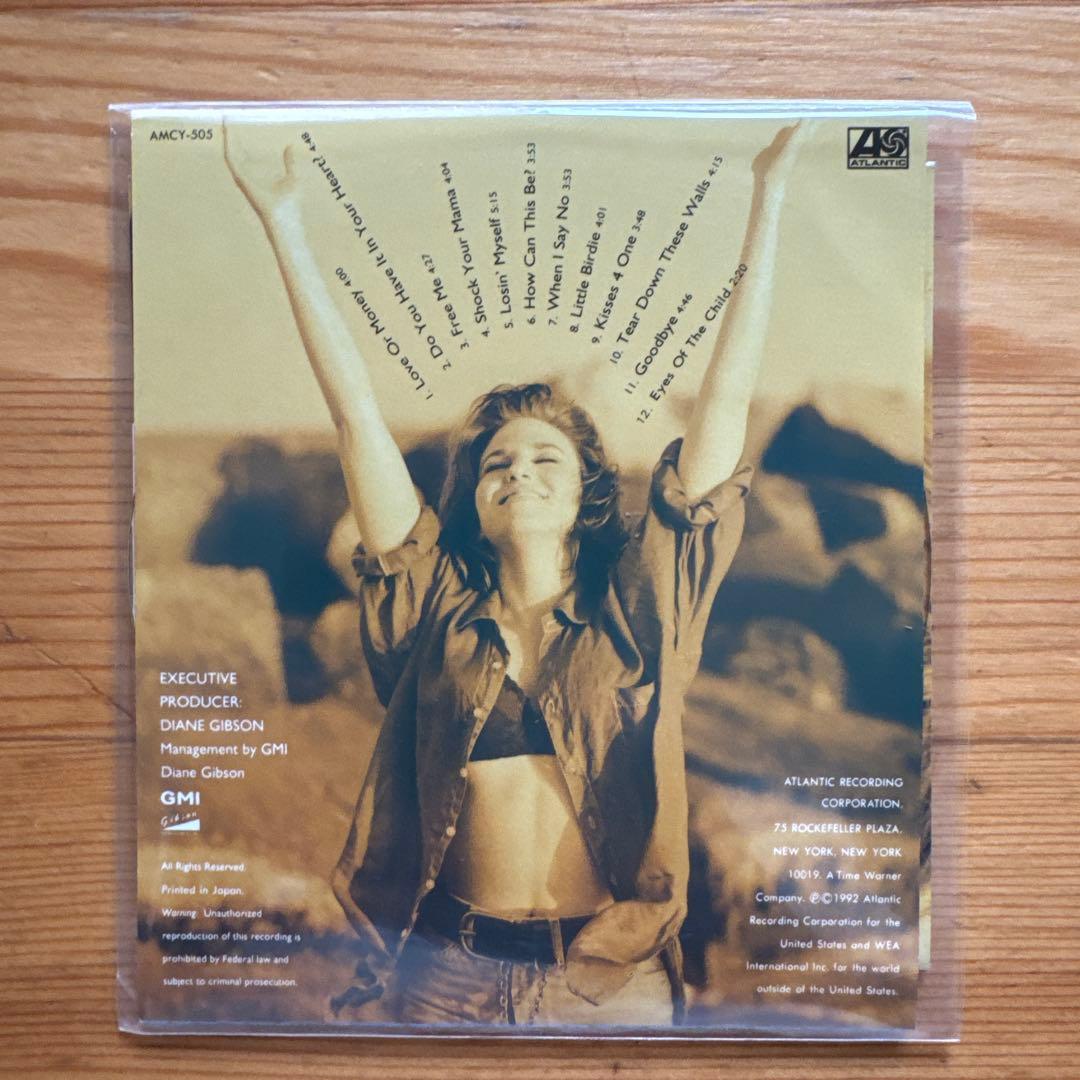 AMCY-505
ATLANTIC
1. Love Or Money 4:00
2. Do You Have It In Your Heart? 4:48
3. Free Me 4:27
4. Shock Your Mama 4:04
5. Losin' Myself 5:15
6. How Can This Be? 3:53
7. When I Say No 3:53
8. Little Birdie 4:01
9. Kisses 4 One 3:48
10. Tear Down These Walls 4:15
11. Goodbye 4:46
12. Eyes Of The Child 2:20
EXECUTIVE
PRODUCER:
DIANE GIBSON
Management by GMI
Diane Gibson
GMI
Gibson
All Rights Reserved.
Printed in Japan.
Warning: Unauthorized
reproduction of this recording is
prohibited by Federal law and
subject to criminal prosecution.
ATLANTIC RECORDING
CORPORATION,
75 ROCKEFELLER PLAZA,
NEW YORK, NEW YORK
10019. A Time Warner
Company. ℗©1992 Atlantic
Recording Corporation for the
United States and WEA
International Inc. for the world
outside of the United States.